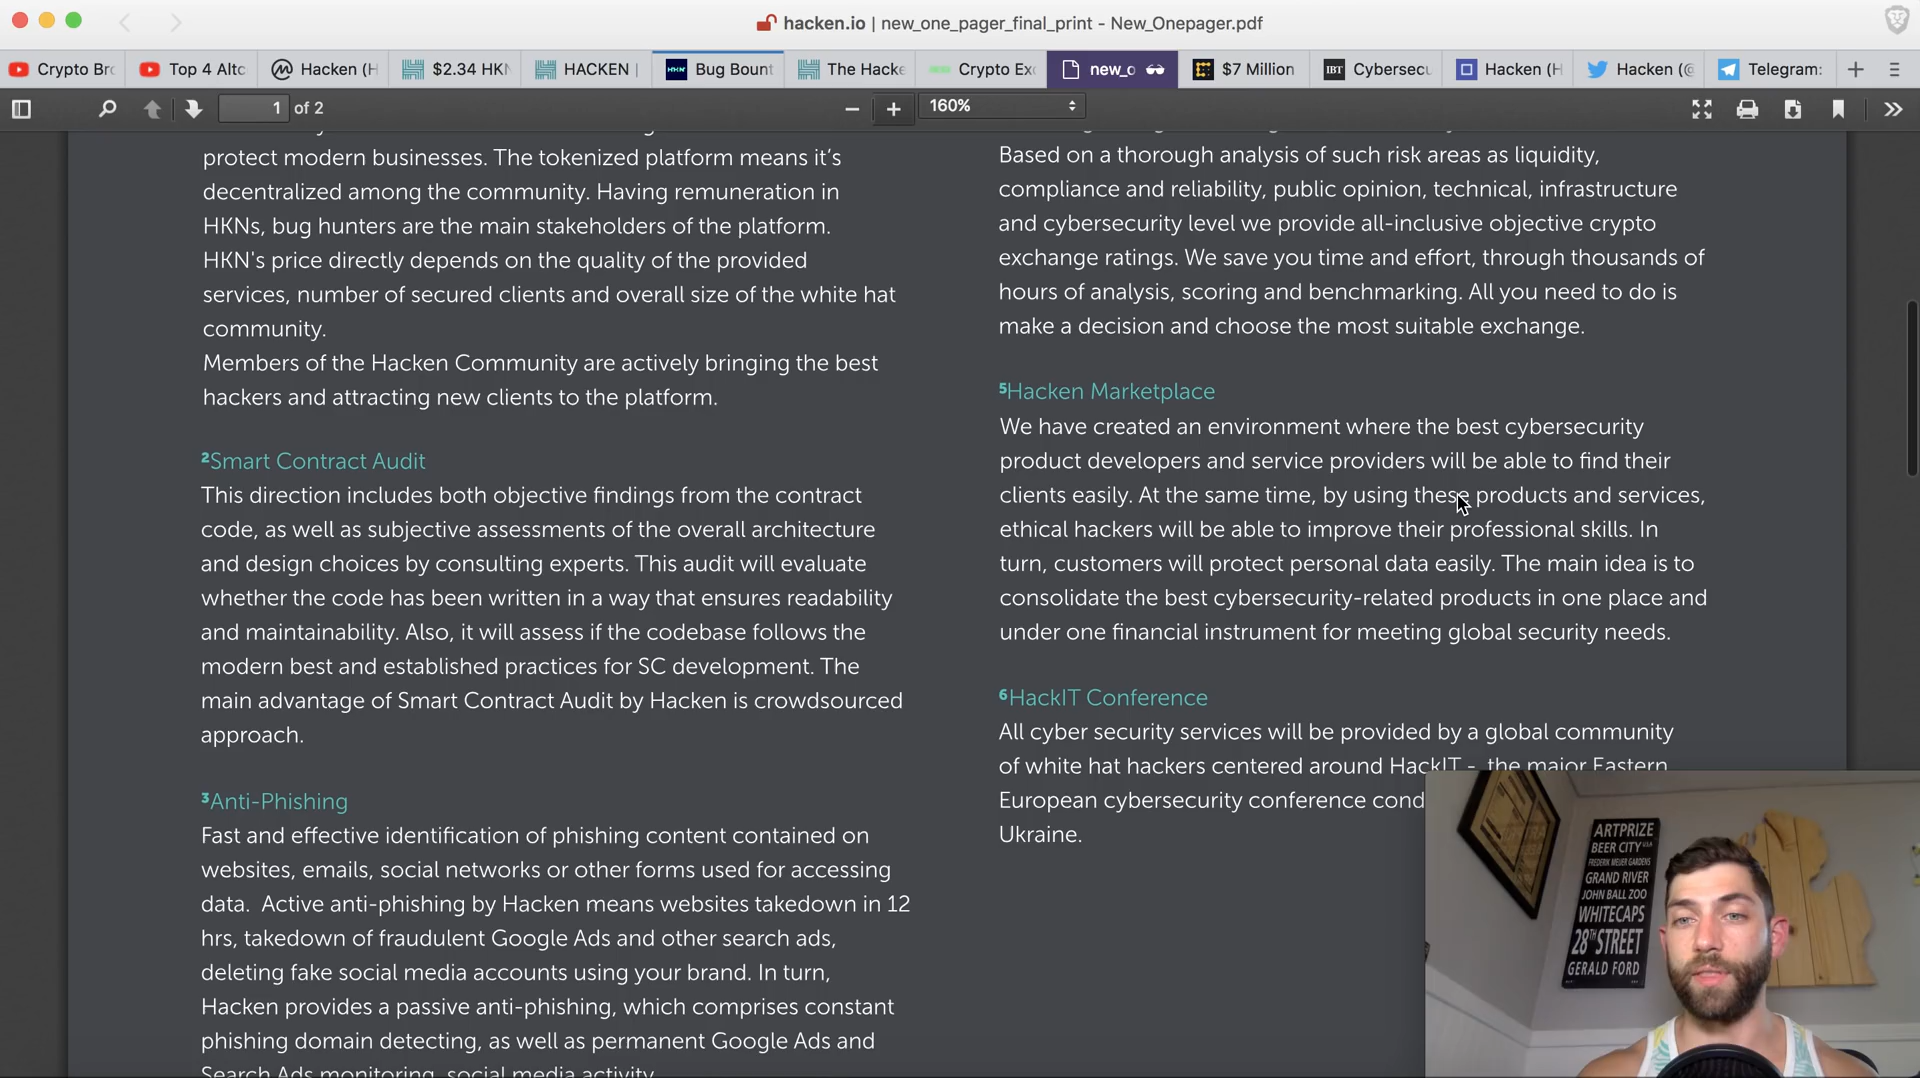 hacken.io | new_one_pager_final_print - New_Onepager.pdf
Crypto Br
Top 4 Altc
Hacken (H
$2.34 HKN
HACKEN |
Bug Bount
The Hacke
Crypto Exc
new_o
$7 Million
IBT
Cybersecu
Hacken (H
Hacken (@
Telegram:
1 of 2
160%
protect modern businesses. The tokenized platform means it's
decentralized among the community. Having remuneration in
HKNs, bug hunters are the main stakeholders of the platform.
HKN's price directly depends on the quality of the provided
services, number of secured clients and overall size of the white hat
community.
Members of the Hacken Community are actively bringing the best
hackers and attracting new clients to the platform.
²Smart Contract Audit
This direction includes both objective findings from the contract
code, as well as subjective assessments of the overall architecture
and design choices by consulting experts. This audit will evaluate
whether the code has been written in a way that ensures readability
and maintainability. Also, it will assess if the codebase follows the
modern best and established practices for SC development. The
main advantage of Smart Contract Audit by Hacken is crowdsourced
approach.
³Anti-Phishing
Fast and effective identification of phishing content contained on
websites, emails, social networks or other forms used for accessing
data. Active anti-phishing by Hacken means websites takedown in 12
hrs, takedown of fraudulent Google Ads and other search ads,
deleting fake social media accounts using your brand. In turn,
Hacken provides a passive anti-phishing, which comprises constant
phishing domain detecting, as well as permanent Google Ads and
Search Ads monitoring, social media activity
Based on a thorough analysis of such risk areas as liquidity,
compliance and reliability, public opinion, technical, infrastructure
and cybersecurity level we provide all-inclusive objective crypto
exchange ratings. We save you time and effort, through thousands of
hours of analysis, scoring and benchmarking. All you need to do is
make a decision and choose the most suitable exchange.
⁵Hacken Marketplace
We have created an environment where the best cybersecurity
product developers and service providers will be able to find their
clients easily. At the same time, by using these products and services,
ethical hackers will be able to improve their professional skills. In
turn, customers will protect personal data easily. The main idea is to
consolidate the best cybersecurity-related products in one place and
under one financial instrument for meeting global security needs.
⁶HackIT Conference
All cyber security services will be provided by a global community
of white hat hackers centered around HackIT - the major Eastern
European cybersecurity conference cond
Ukraine.
ARTPRIZE
BEER CITY USA
FREDERIK MEIJER GARDENS
GRAND RIVER
JOHN BALL ZOO
WHITECAPS
28TH STREET
GERALD FORD